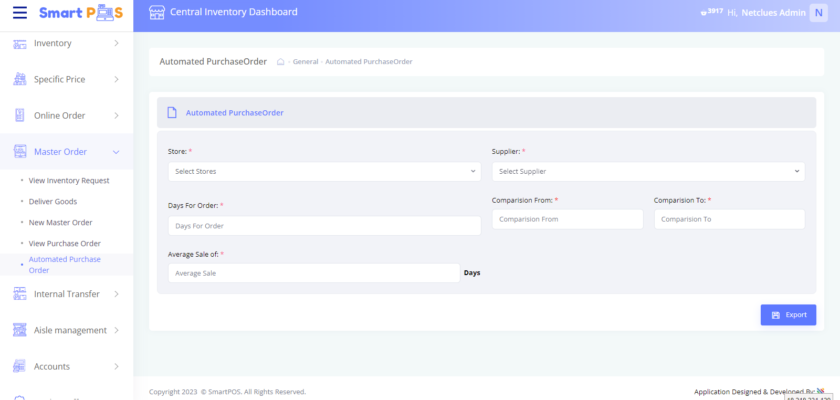 Smart POS
Central Inventory Dashboard
3917 Hi, Netclues Admin N
Inventory
Specific Price
Online Order
Master Order
View Inventory Request
Deliver Goods
New Master Order
View Purchase Order
Automated Purchase
Order
Internal Transfer
Aisle management
Accounts
Automated PurchaseOrder - General - Automated PurchaseOrder
Automated PurchaseOrder
Store: *
Select Stores
Supplier: *
Select Supplier
Days For Order: *
Days For Order
Comparision From: *
Comparision From
Comparision To: *
Comparision To
Average Sale of: *
Average Sale
Days
Export
Copyright 2023 © SmartPOS. All Rights Reserved.
Application Designed & Developed By: